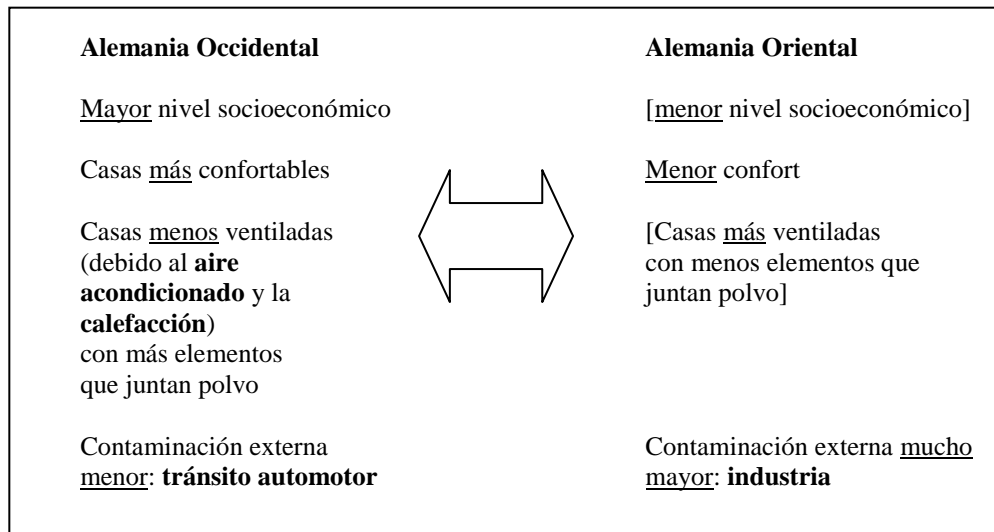 Alemania Occidental
Mayor nivel socioeconómico
Casas más confortables
Casas menos ventiladas
(debido al aire
acondicionado y la
calefacción)
con más elementos
que juntan polvo
Contaminación externa
menor: tránsito automotor
Alemania Oriental
[menor nivel socioeconómico]
Menor confort
[Casas más ventiladas
con menos elementos que
juntan polvo]
Contaminación externa mucho
mayor: industria